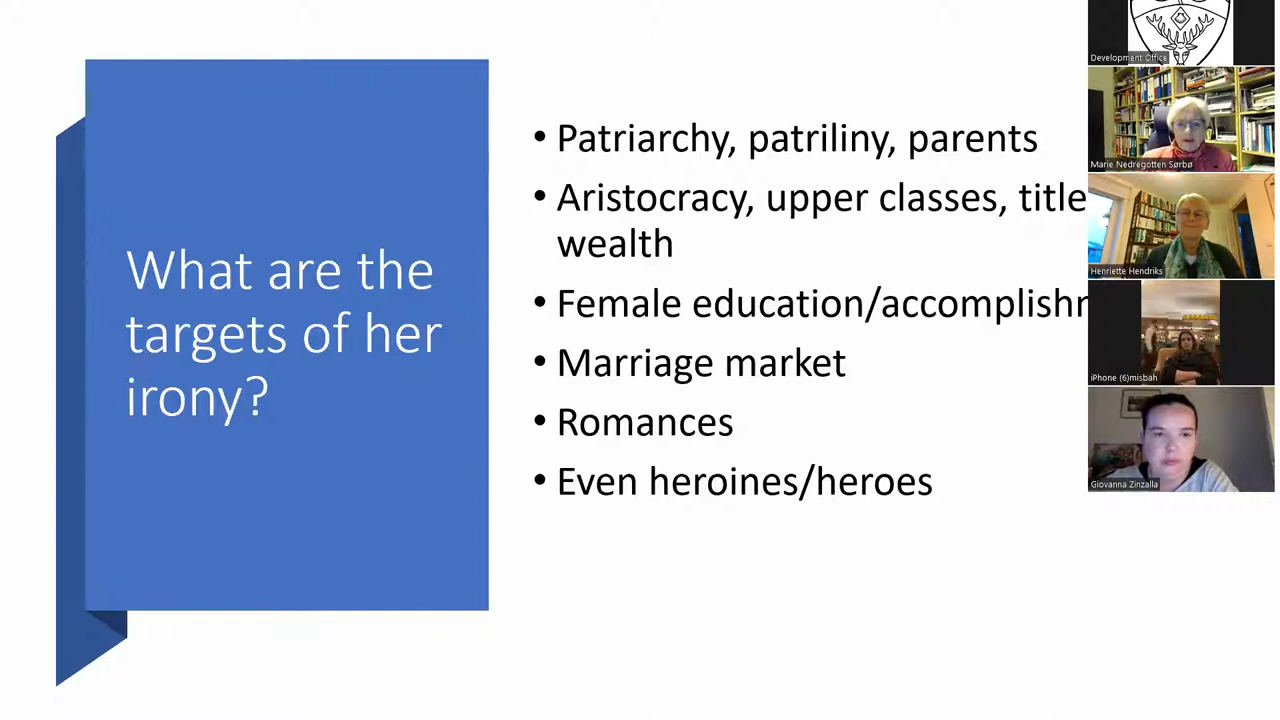 What are the
targets of her
irony?
• Patriarchy, patriliny, parents
• Aristocracy, upper classes, title
wealth
• Female education/accomplishm
• Marriage market
• Romances
• Even heroines/heroes
Development Office
Marie Nedregotten Sørbø
Henriette Hendriks
iPhone (6)misbah
Giovanna Zinzalla